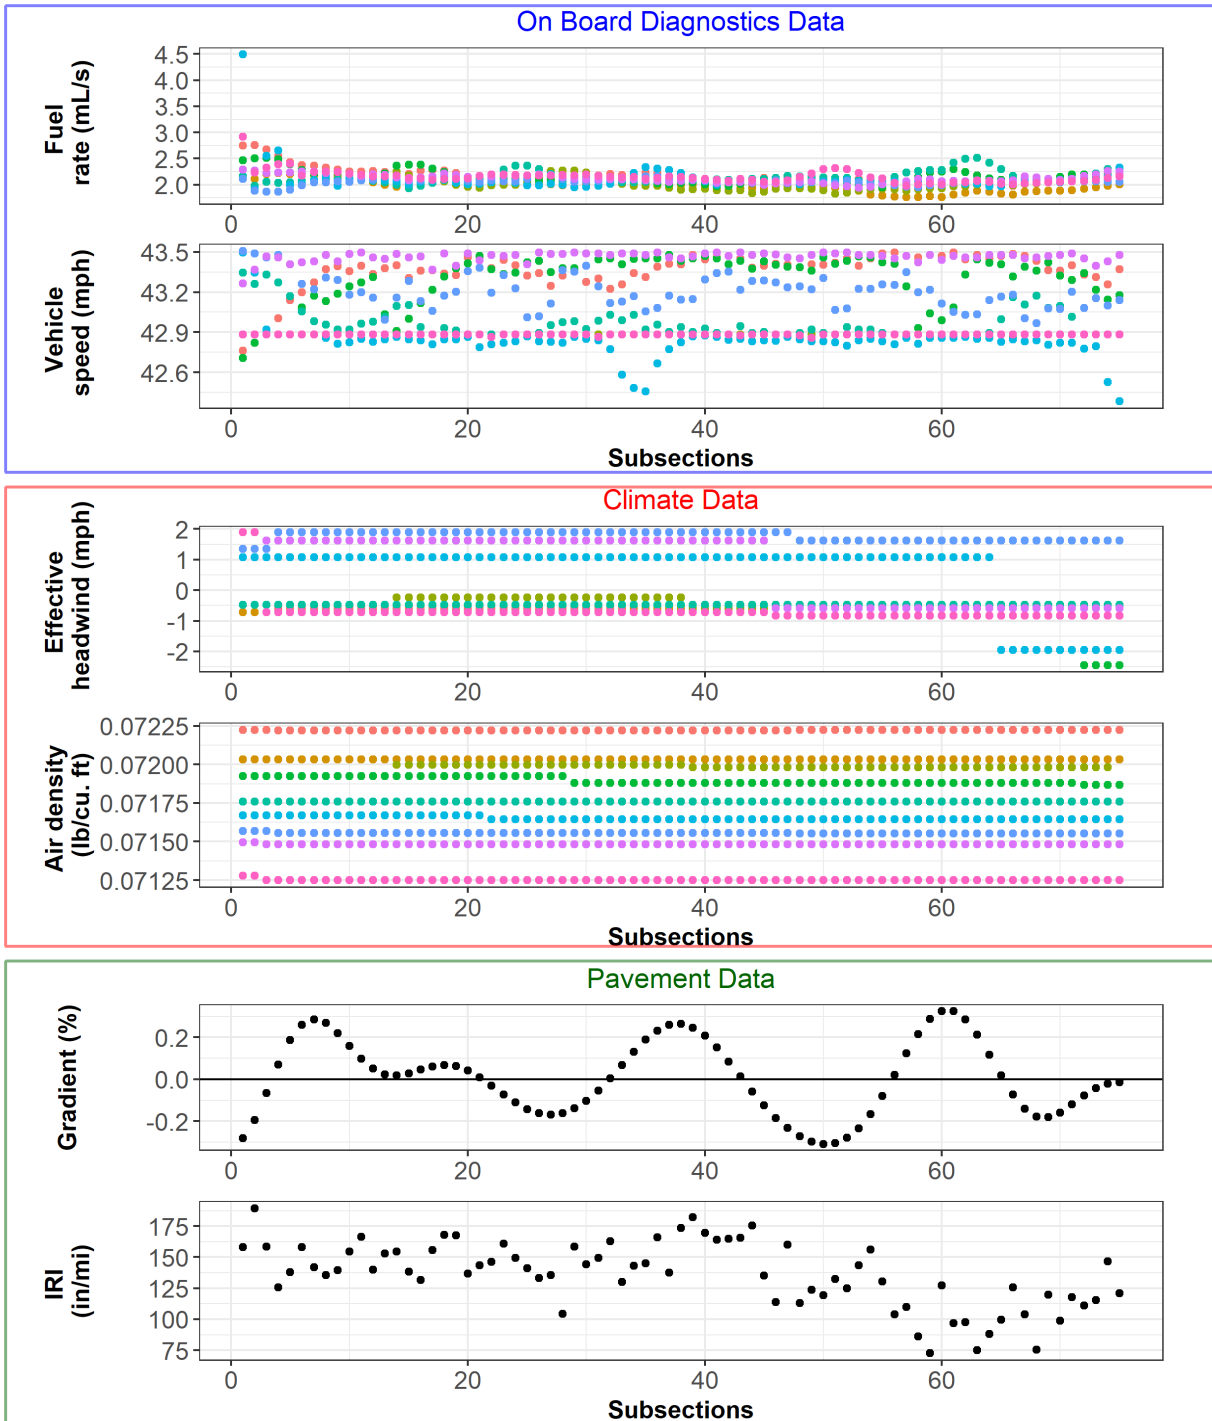 On Board Diagnostics Data
Fuel
rate (mL/s)
4.5
4.0
3.5
3.0
2.5
2.0
0 20 40 60
Vehicle
speed (mph)
43.5
43.2
42.9
42.6
0 20 40 60
Subsections
Climate Data
Effective
headwind (mph)
2
1
0
-1
-2
0 20 40 60
Air density
(lb/cu. ft)
0.07225
0.07200
0.07175
0.07150
0.07125
0 20 40 60
Subsections
Pavement Data
Gradient (%)
0.2
0.0
-0.2
0 20 40 60
IRI
(in/mi)
175
150
125
100
75
0 20 40 60
Subsections